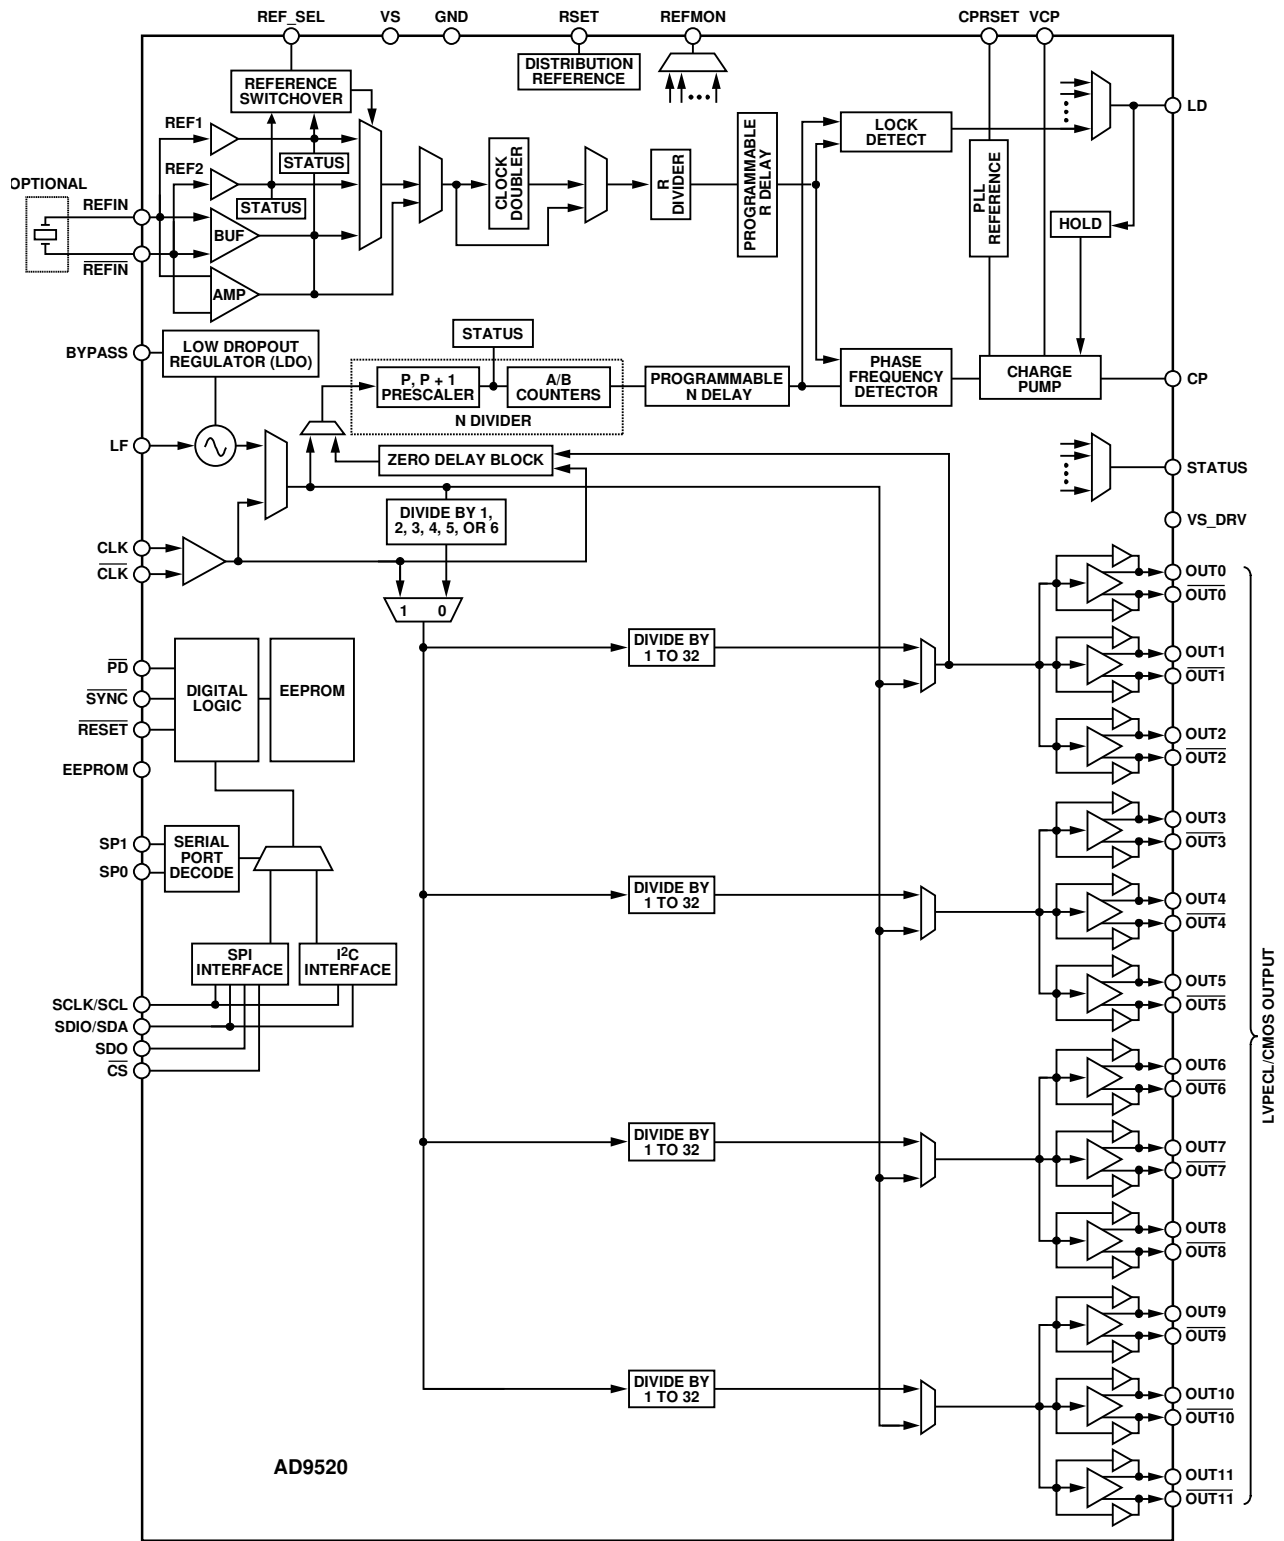 REF_SEL
VS
GND
RSET
REFMON
CPRSET
VCP
DISTRIBUTION
REFERENCE
REFERENCE
SWITCHOVER
LD
REF1
STATUS
LOCK
DETECT
PROGRAMMABLE
R DELAY
REF2
STATUS
CLOCK
DOUBLER
R
DIVIDER
PLL
REFERENCE
OPTIONAL
REFIN
BUF
HOLD
REFIN
AMP
STATUS
BYPASS
LOW DROPOUT
REGULATOR (LDO)
P, P + 1
PRESCALER
A/B
COUNTERS
N DIVIDER
PROGRAMMABLE
N DELAY
PHASE
FREQUENCY
DETECTOR
CHARGE
PUMP
CP
LF
ZERO DELAY BLOCK
STATUS
DIVIDE BY 1,
2, 3, 4, 5, OR 6
VS_DRV
CLK
CLK
1 0
OUT0
OUT0
DIVIDE BY
1 TO 32
OUT1
OUT1
PD
SYNC
RESET
DIGITAL
LOGIC
EEPROM
OUT2
OUT2
EEPROM
SP1
SP0
SERIAL
PORT
DECODE
OUT3
OUT3
DIVIDE BY
1 TO 32
OUT4
OUT4
SPI
INTERFACE
I2C
INTERFACE
OUT5
OUT5
SCLK/SCL
SDIO/SDA
SDO
CS
LVPECL/CMOS OUTPUT
OUT6
OUT6
DIVIDE BY
1 TO 32
OUT7
OUT7
OUT8
OUT8
OUT9
OUT9
DIVIDE BY
1 TO 32
OUT10
OUT10
AD9520
OUT11
OUT11